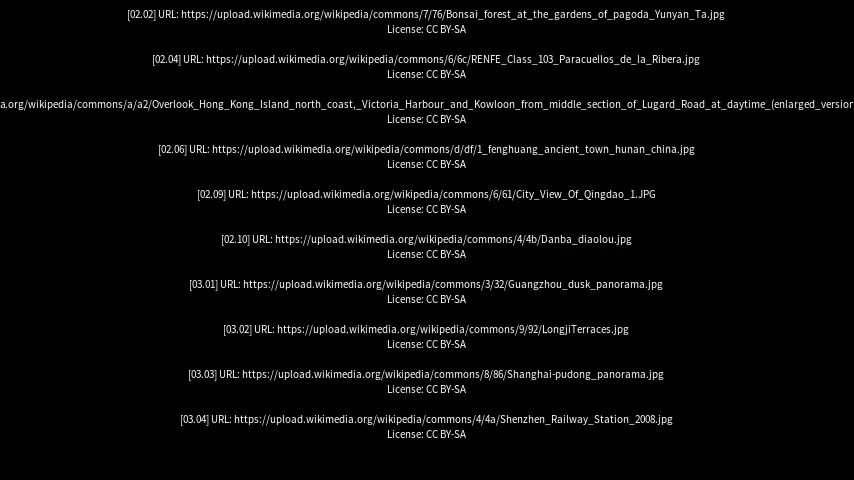 [02.02] URL: https://upload.wikimedia.org/wikipedia/commons/7/76/Bonsai_forest_at_the_gardens_of_pagoda_Yunyan_Ta.jpg
License: CC BY-SA
[02.04] URL: https://upload.wikimedia.org/wikipedia/commons/6/6c/RENFE_Class_103_Paracuellos_de_la_Ribera.jpg
License: CC BY-SA
a.org/wikipedia/commons/a/a2/Overlook_Hong_Kong_Island_north_coast,_Victoria_Harbour_and_Kowloon_from_middle_section_of_Lugard_Road_at_daytime_(enlarged_version
License: CC BY-SA
[02.06] URL: https://upload.wikimedia.org/wikipedia/commons/d/df/1_fenghuang_ancient_town_hunan_china.jpg
License: CC BY-SA
[02.09] URL: https://upload.wikimedia.org/wikipedia/commons/6/61/City_View_Of_Qingdao_1.JPG
License: CC BY-SA
[02.10] URL: https://upload.wikimedia.org/wikipedia/commons/4/4b/Danba_diaolou.jpg
License: CC BY-SA
[03.01] URL: https://upload.wikimedia.org/wikipedia/commons/3/32/Guangzhou_dusk_panorama.jpg
License: CC BY-SA
[03.02] URL: https://upload.wikimedia.org/wikipedia/commons/9/92/LongjiTerraces.jpg
License: CC BY-SA
[03.03] URL: https://upload.wikimedia.org/wikipedia/commons/8/86/Shanghai-pudong_panorama.jpg
License: CC BY-SA
[03.04] URL: https://upload.wikimedia.org/wikipedia/commons/4/4a/Shenzhen_Railway_Station_2008.jpg
License: CC BY-SA